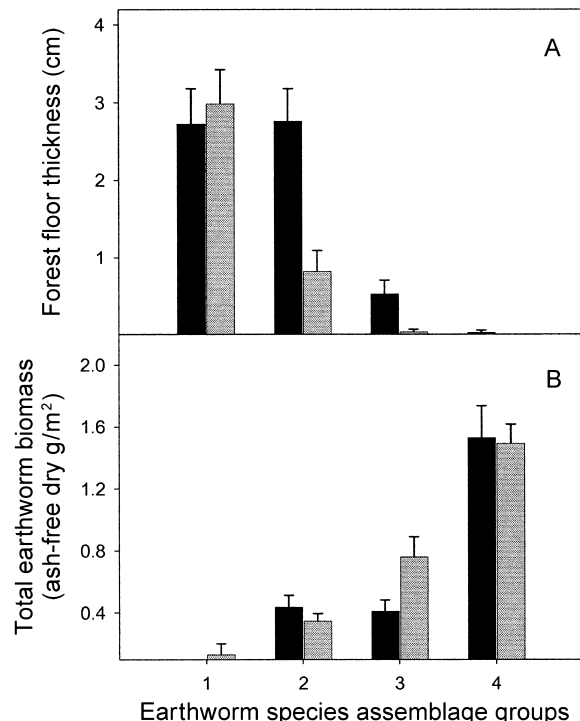 A
Forest floor thickness (cm)
4
3
2
1
B
Total earthworm biomass
(ash-free dry g/m²)
2.0
1.6
1.2
0.8
0.4
1 2 3 4
Earthworm species assemblage groups